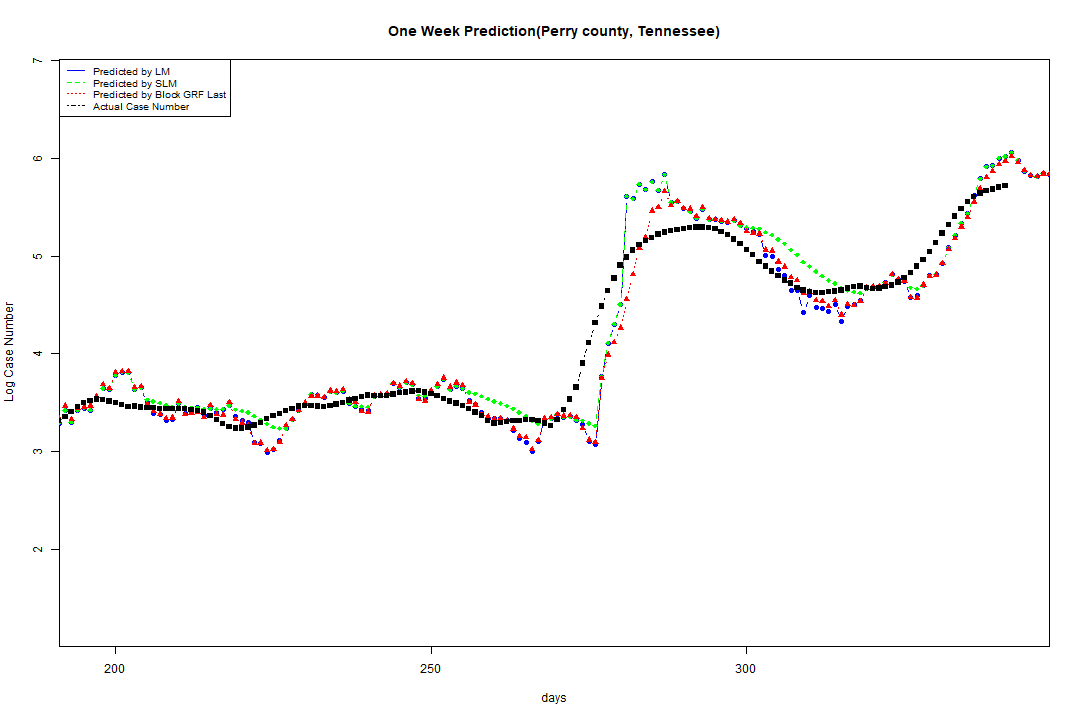 One Week Prediction(Perry county, Tennessee)
Predicted by LM
Predicted by SLM
Predicted by Block GRF Last
Actual Case Number
7
6
5
4
3
2
Log Case Number
200 250 300
days